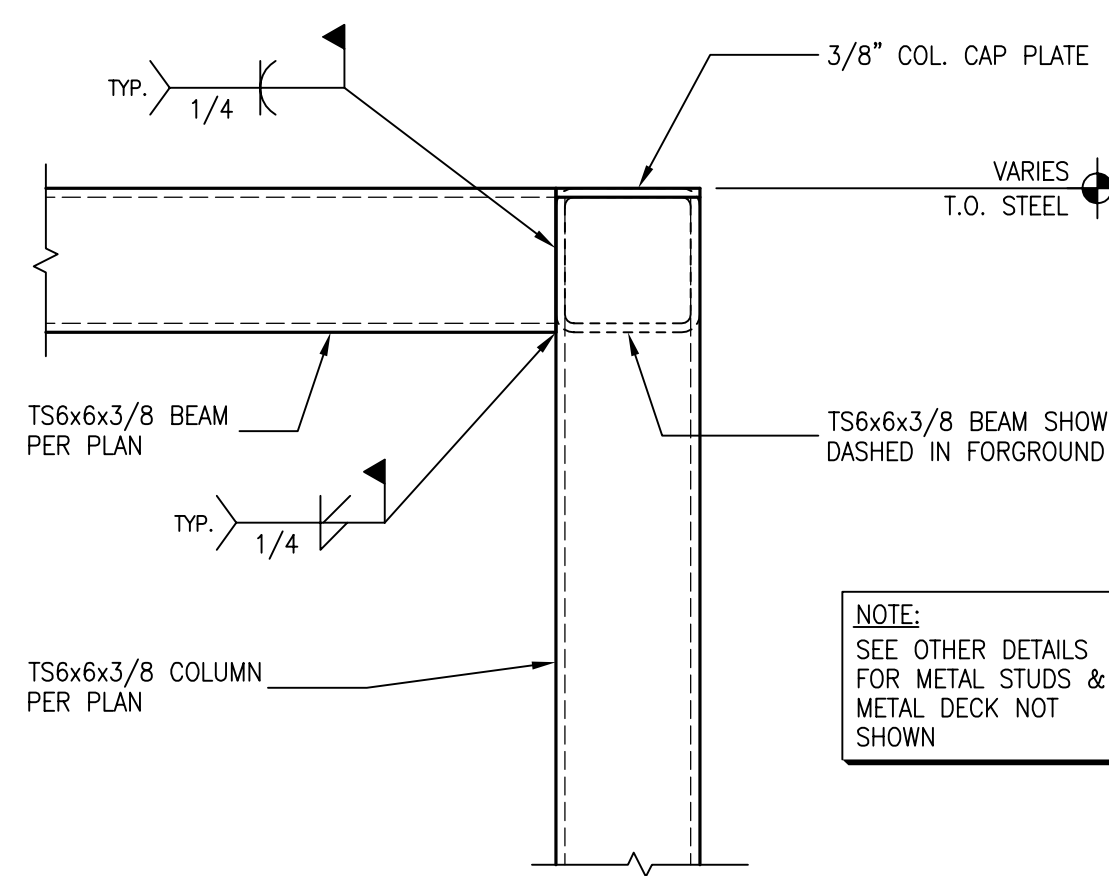 3/8” COL. CAP PLATE
TYP.
1/4
VARIES
T.O. STEEL
TS6x6x3/8 BEAM
PER PLAN
TS6x6x3/8 BEAM SHOW
DASHED IN FORGROUND
TYP.
1/4
NOTE:
SEE OTHER DETAILS
FOR METAL STUDS &
METAL DECK NOT
SHOWN
TS6x6x3/8 COLUMN
PER PLAN